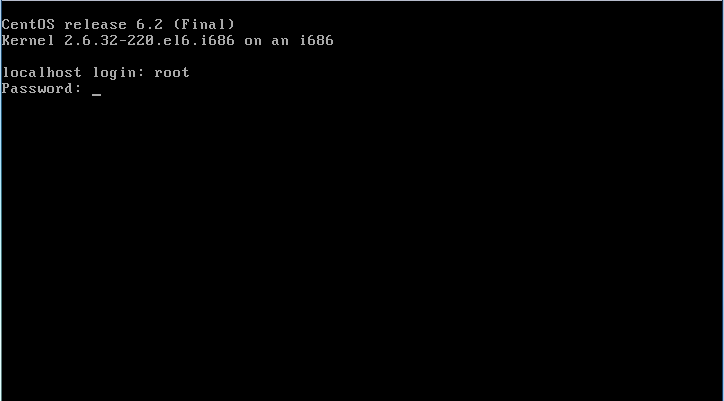 CentOS release 6.2 (Final)
Kernel 2.6.32-220.el6.i686 on an i686
localhost login: root
Password: _